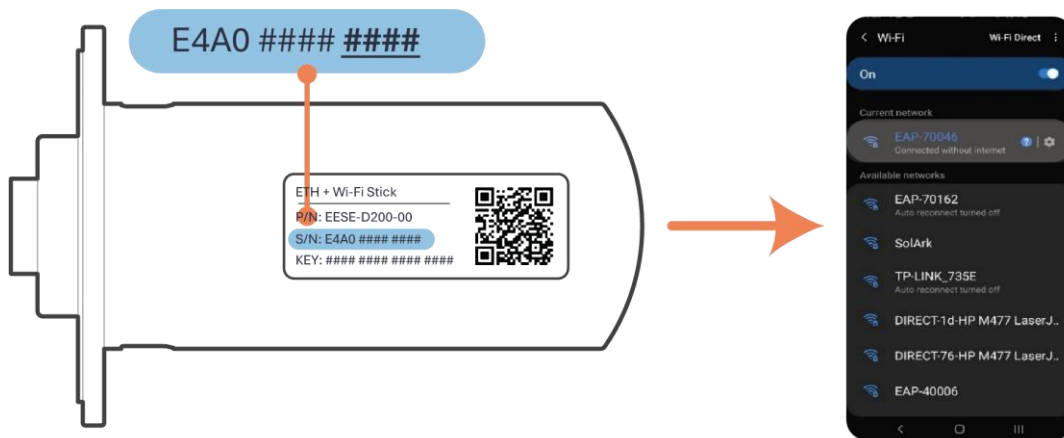 E4A0 #### ####
ETH + Wi-Fi Stick
P/N: EESE-D200-00
S/N: E4A0 #### ####
KEY: #### #### #### ####
Wi-Fi
Wi-Fi Direct
On
Current network
EAP-70046
Connected without internet
Available networks
EAP-70162
Auto reconnect turned off
SolArk
TP-LINK_735E
Auto reconnect turned off
DIRECT-1d-HP M477 LaserJ..
DIRECT-76-HP M477 LaserJ..
EAP-40006